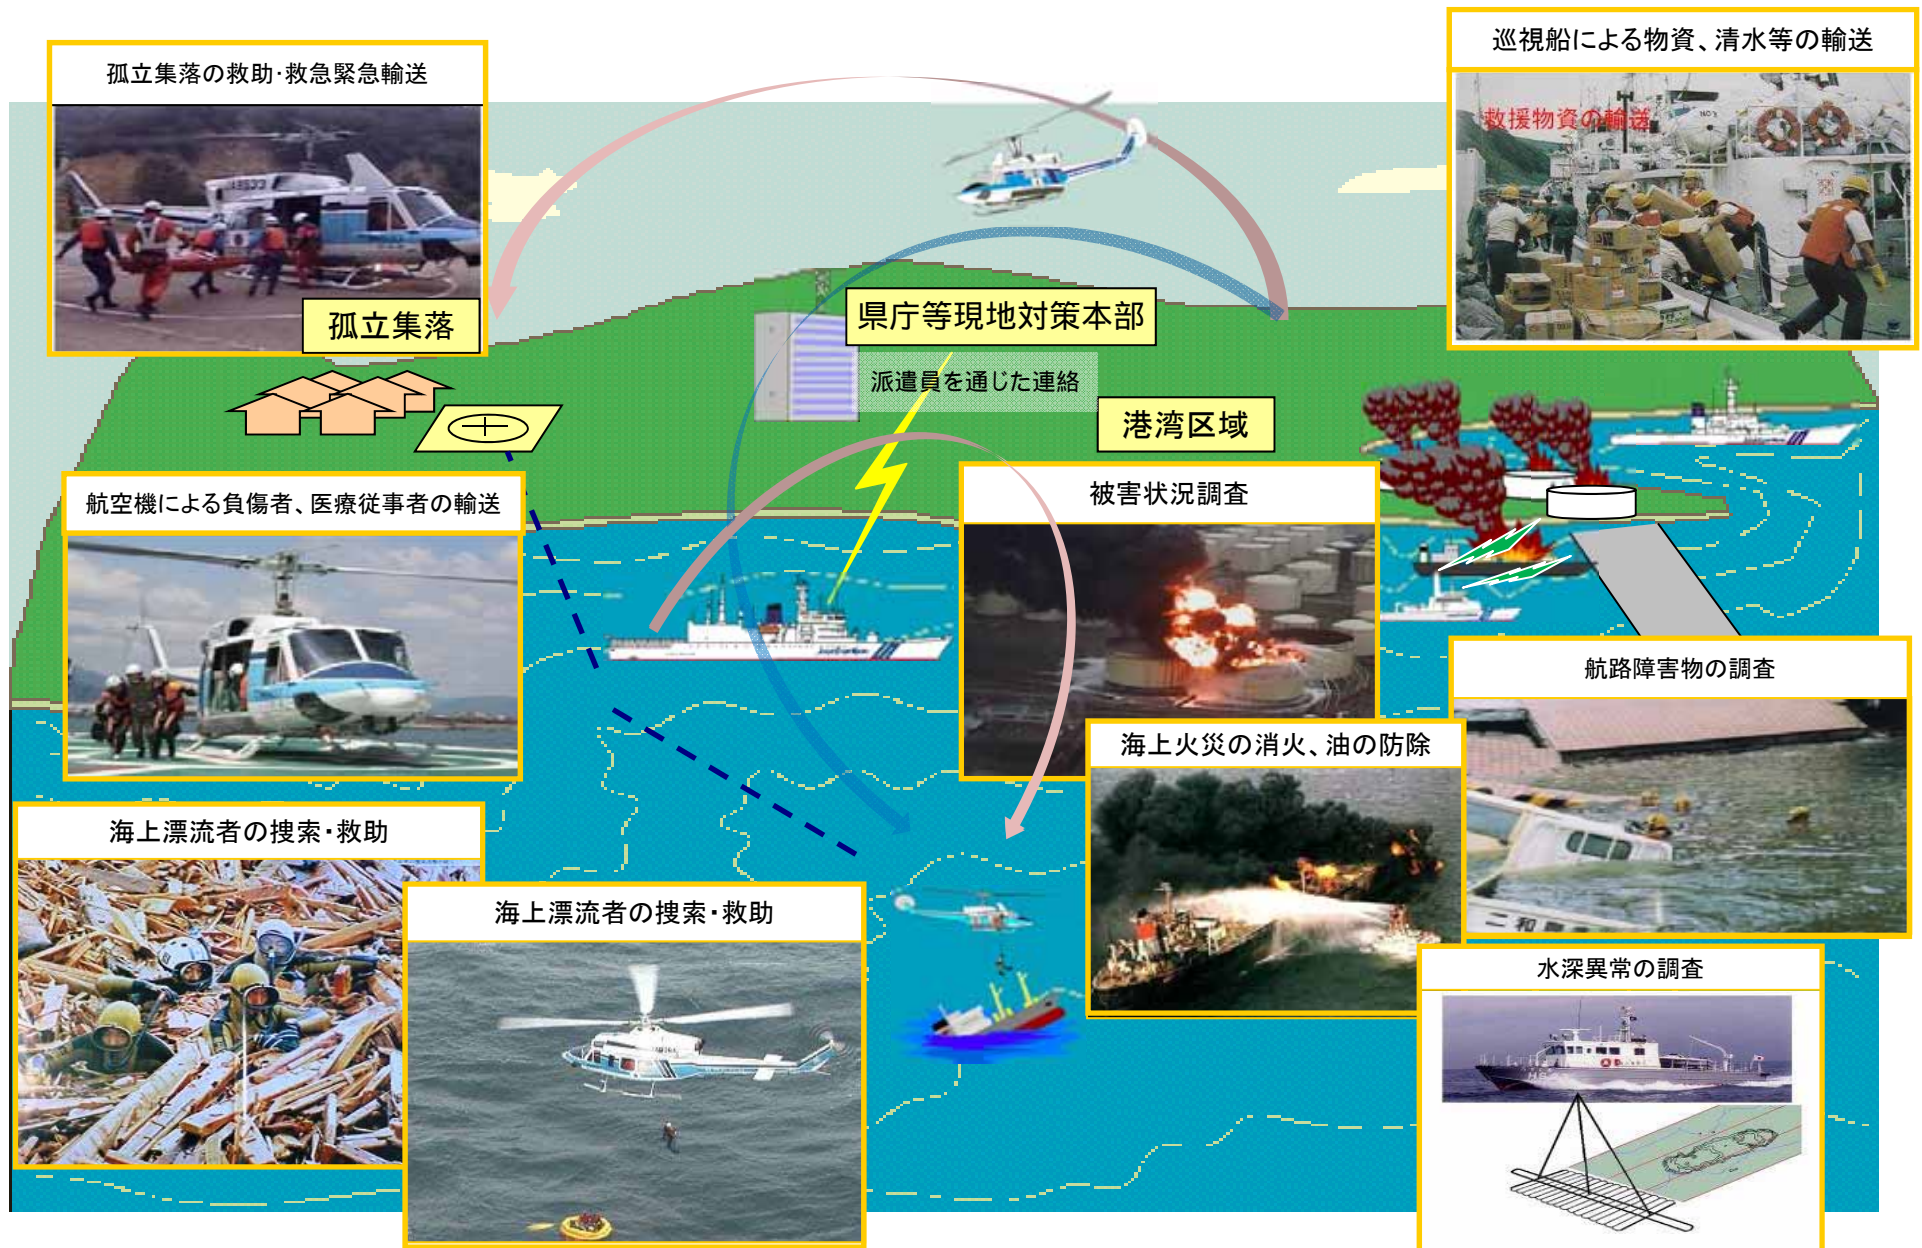 孤立集落の救助･救急緊急輸送
巡視船による物資、清水等の輸送
救援物資の輸送
孤立集落
県庁等現地対策本部
派遣員を通じた連絡
港湾区域
航空機による負傷者、医療従事者の輸送
被害状況調査
航路障害物の調査
海上火災の消火、油の防除
海上漂流者の捜索・救助
海上漂流者の捜索・救助
水深異常の調査
二和